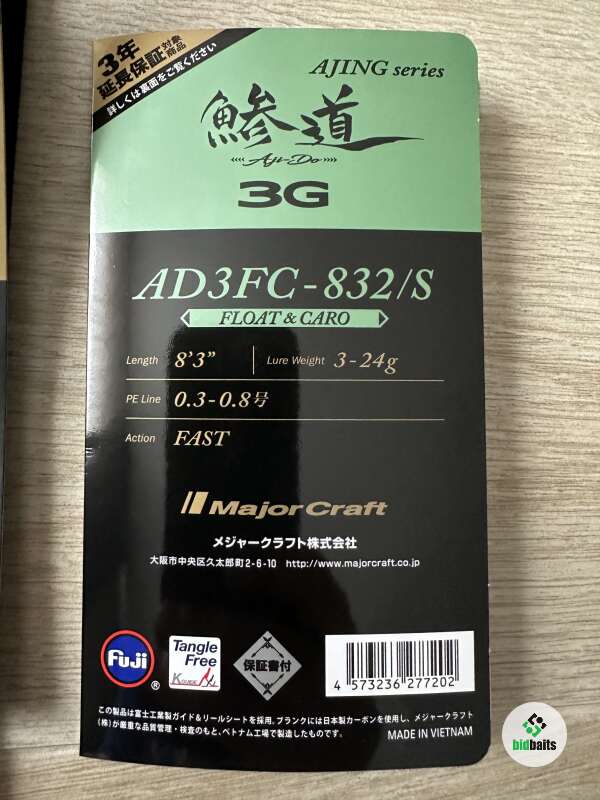 3年
延長保証 対象商品
詳しくは裏面をご覧ください
AJING series
鯵道
Aji-Do
3G
AD3FC-832/S
FLOAT & CARO
Length 8'3" Lure Weight 3-24g
PE Line 0.3-0.8号
Action FAST
MajorCraft
メジャークラフト株式会社
大阪市中央区久太郎町2-6-10 http://www.majorcraft.co.jp
Fuji
®
Tangle
Free
保証書付
4 573236 277202
この製品は富士工業製ガイド&リールシートを採用。ブランクには日本製カーボンを使用し、メジャークラフト
(株)が厳重な品質管理・検査のもと、ベトナム工場で製造したものです。
MADE IN VIETNAM
bidbaits